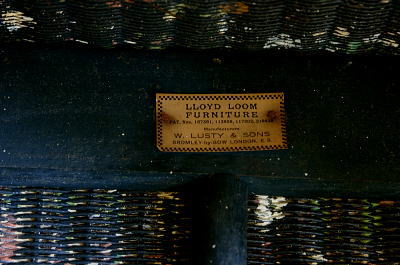 LLOYD LOOM
FURNITURE
PAT. Nos.
Manufacturers
W. LUSTY & SONS
BROMLEY-by-BOW LONDON, E.3.